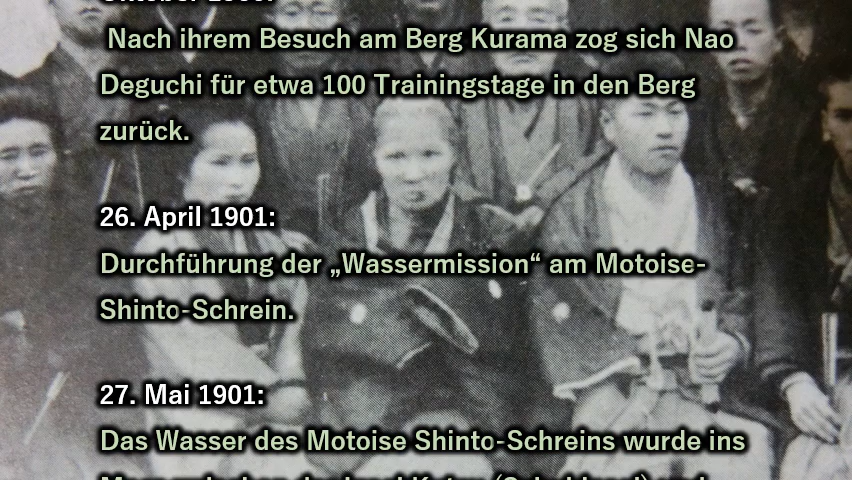 Nach ihrem Besuch am Berg Kurama zog sich Nao
Deguchi für etwa 100 Trainingstage in den Berg
zurück.
26. April 1901:
Durchführung der „Wassermission“ am Motoise-
Shinto-Schrein.
27. Mai 1901:
Das Wasser des Motoise Shinto-Schreins wurde ins